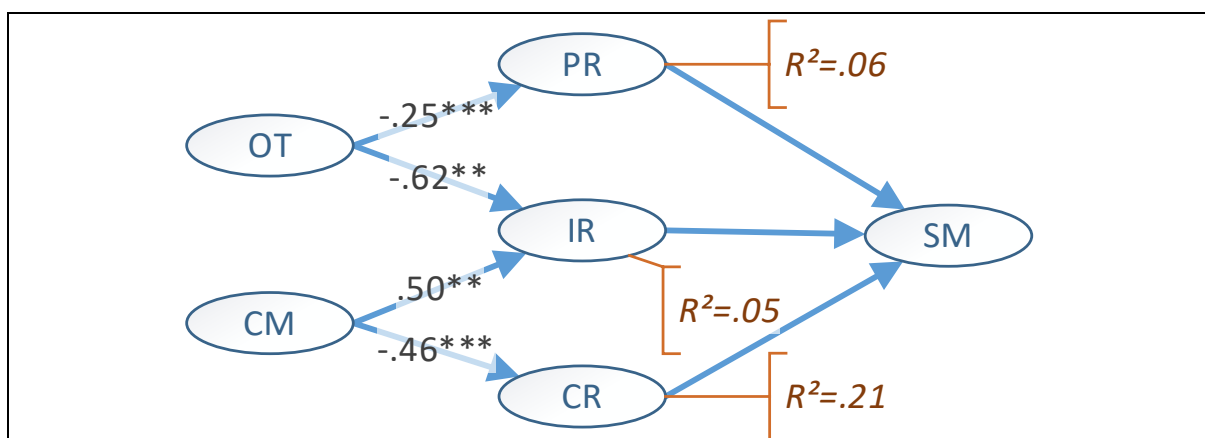 PR
R²=.06
-.25***
OT
-.62**
IR
SM
.50**
R²=.05
CM
-.46***
CR
R²=.21